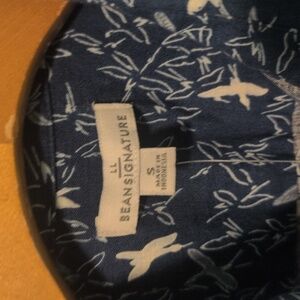 LL
BEANSIGNATURE
S
MADE IN
INDONESIA